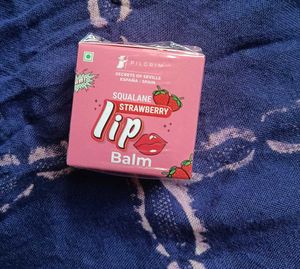 PILGRIM
SECRETS OF SEVILLE
ESPAÑA - SPAIN
SQUALANE
STRAWBERRY
lip
Balm